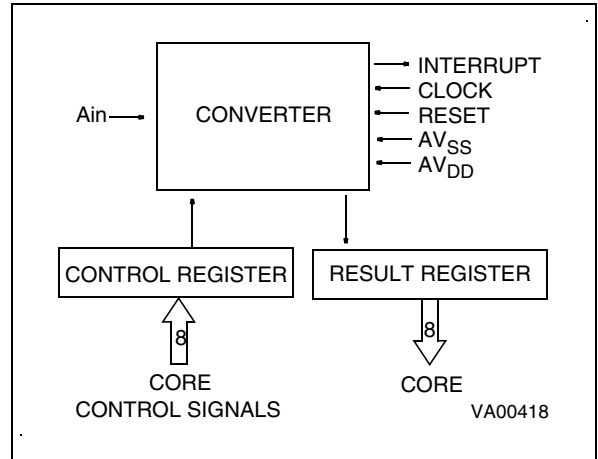 INTERRUPT
CLOCK
Ain
CONVERTER
RESET
AVSS
AVDD
CONTROL REGISTER
RESULT REGISTER
8
8
CORE
CONTROL SIGNALS
CORE
VA00418